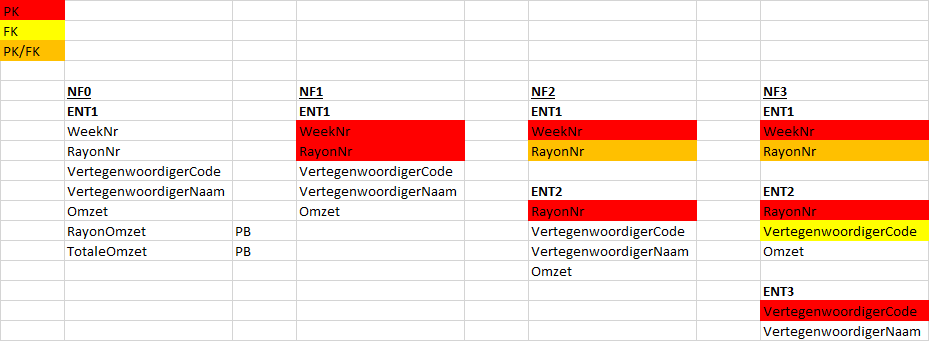 PK
FK
PK/FK
NF0 NF1 NF2 NF3
ENT1 ENT1 ENT1 ENT1
WeekNr WeekNr WeekNr WeekNr
RayonNr RayonNr RayonNr RayonNr
VertegenwoordigerCode VertegenwoordigerCode
VertegenwoordigerNaam VertegenwoordigerNaam ENT2 ENT2
Omzet Omzet RayonNr RayonNr
RayonOmzet PB VertegenwoordigerCode VertegenwoordigerCode
TotaleOmzet PB VertegenwoordigerNaam Omzet
Omzet
ENT3
VertegenwoordigerCode
VertegenwoordigerNaam